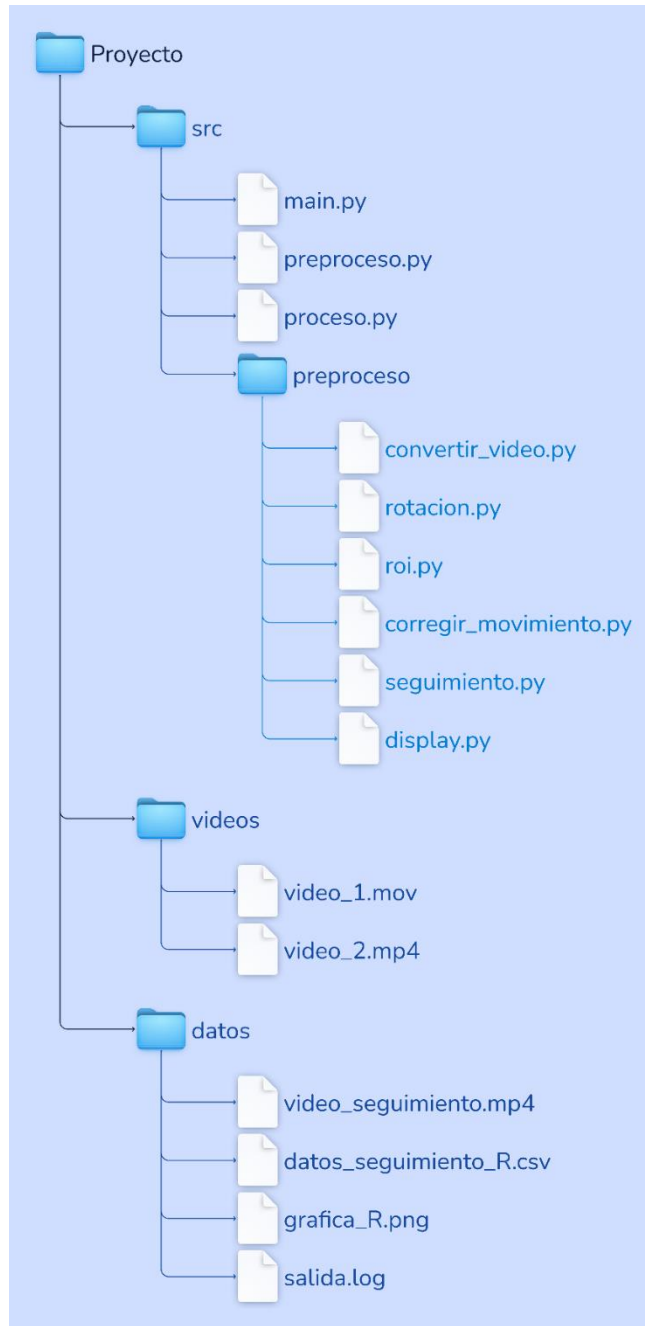 Proyecto
src
main.py
preproceso.py
proceso.py
preproceso
convertir_video.py
rotacion.py
roi.py
corregir_movimiento.py
seguimiento.py
display.py
videos
video_1.mov
video_2.mp4
datos
video_seguimiento.mp4
datos_seguimiento_R.csv
grafica_R.png
salida.log